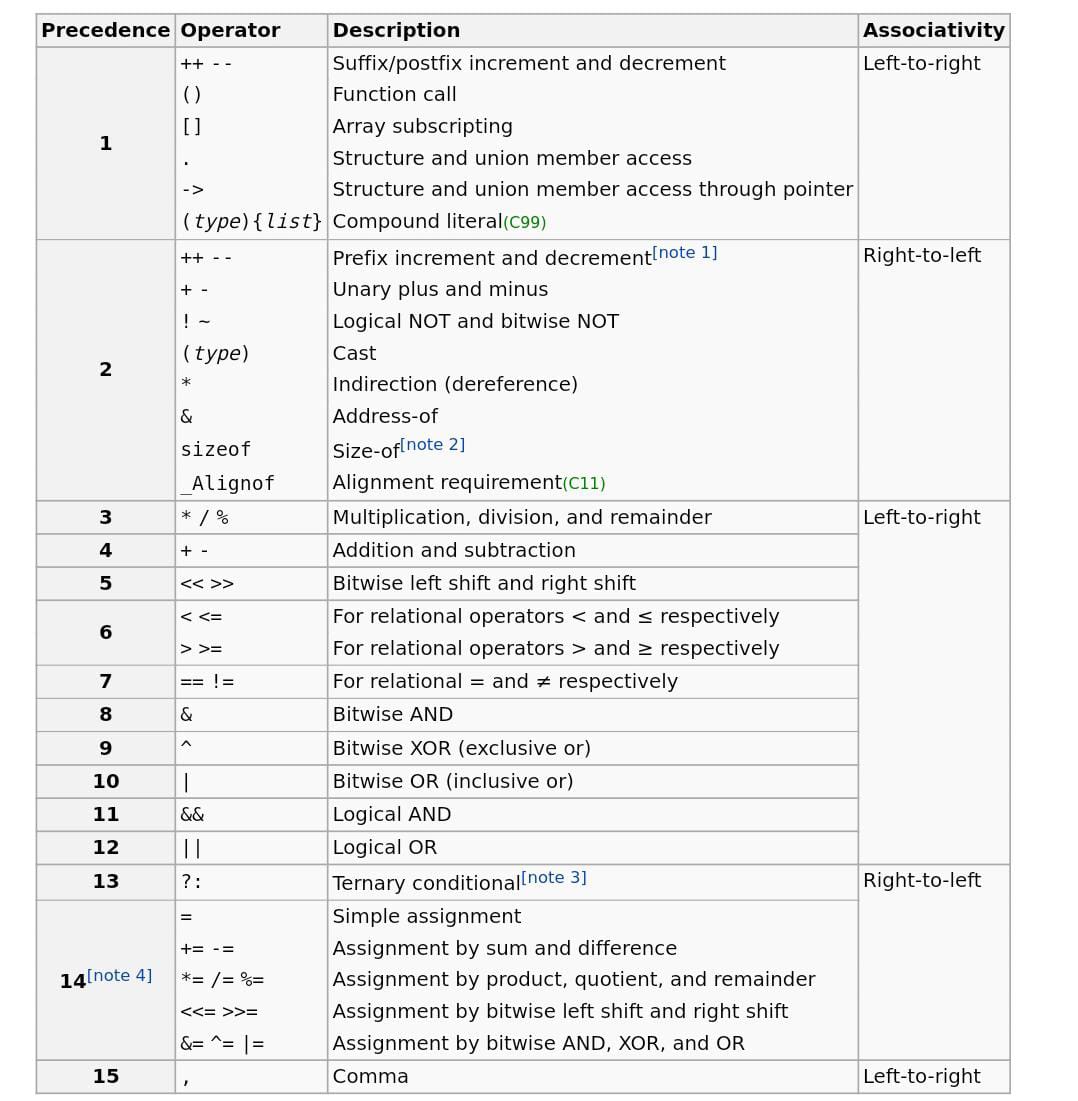 Precedence Operator Description Associativity
1 ++ -- Suffix/postfix increment and decrement Left-to-right
() Function call
[] Array subscripting
. Structure and union member access
-> Structure and union member access through pointer
(type){list} Compound literal(C99)
2 ++ -- Prefix increment and decrement[note 1] Right-to-left
+ - Unary plus and minus
! ~ Logical NOT and bitwise NOT
(type) Cast
* Indirection (dereference)
& Address-of
sizeof Size-of[note 2]
_Alignof Alignment requirement(C11)
3 * / % Multiplication, division, and remainder Left-to-right
4 + - Addition and subtraction
5 << >> Bitwise left shift and right shift
6 < <= For relational operators < and ≤ respectively
> >= For relational operators > and ≥ respectively
7 == != For relational = and ≠ respectively
8 & Bitwise AND
9 ^ Bitwise XOR (exclusive or)
10 | Bitwise OR (inclusive or)
11 && Logical AND
12 || Logical OR
13 ?: Ternary conditional[note 3] Right-to-left
14[note 4] = Simple assignment
+= -= Assignment by sum and difference
*= /= %= Assignment by product, quotient, and remainder
<<= >>= Assignment by bitwise left shift and right shift
&= ^= |= Assignment by bitwise AND, XOR, and OR
15 , Comma Left-to-right